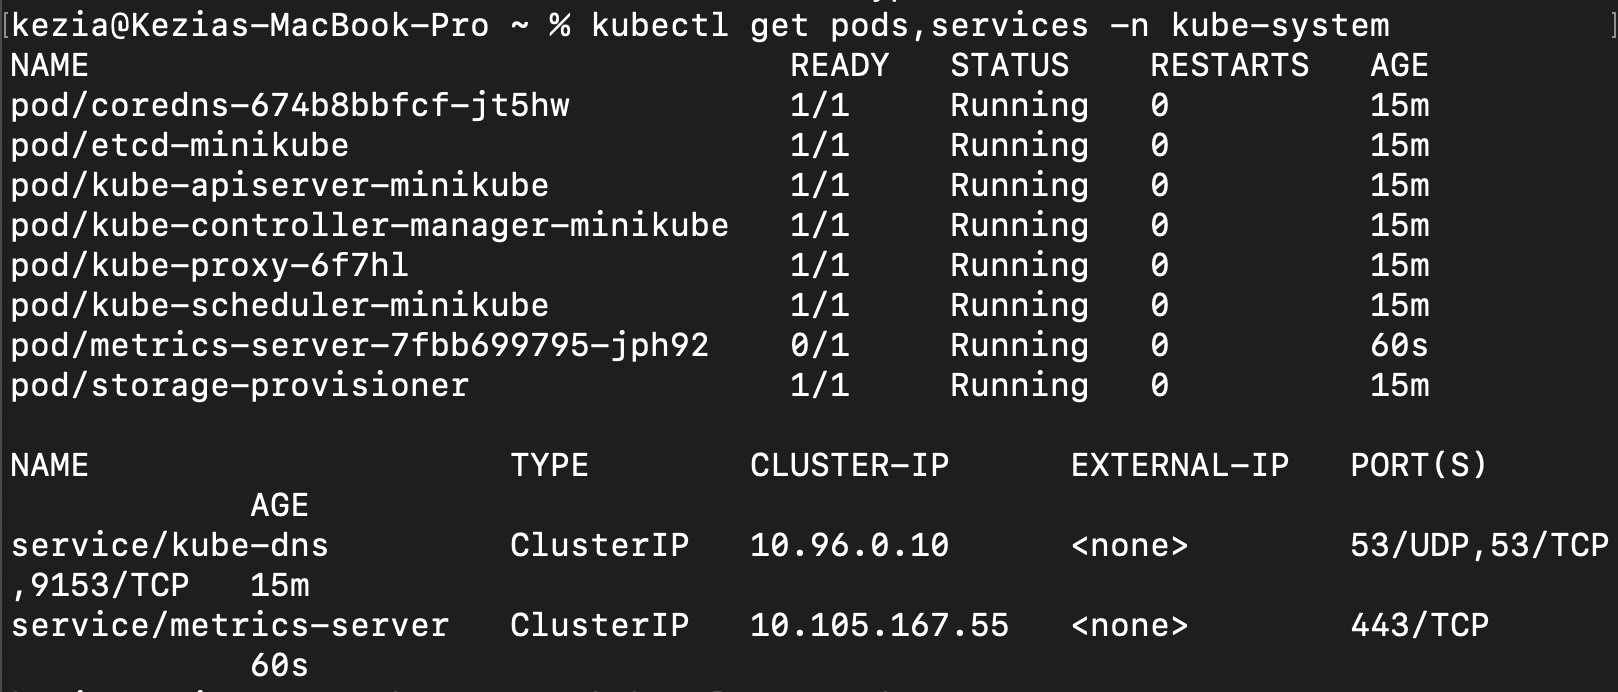 kezia@Kezias-MacBook-Pro ~ % kubectl get pods,services -n kube-system
NAME READY STATUS RESTARTS AGE
pod/coredns-674b8bbfcf-jt5hw 1/1 Running 0 15m
pod/etcd-minikube 1/1 Running 0 15m
pod/kube-apiserver-minikube 1/1 Running 0 15m
pod/kube-controller-manager-minikube 1/1 Running 0 15m
pod/kube-proxy-6f7hl 1/1 Running 0 15m
pod/kube-scheduler-minikube 1/1 Running 0 15m
pod/metrics-server-7fbb699795-jph92 0/1 Running 0 60s
pod/storage-provisioner 1/1 Running 0 15m
NAME TYPE CLUSTER-IP EXTERNAL-IP PORT(S)
AGE
service/kube-dns ClusterIP 10.96.0.10 <none> 53/UDP,53/TCP
,9153/TCP 15m
service/metrics-server ClusterIP 10.105.167.55 <none> 443/TCP
60s